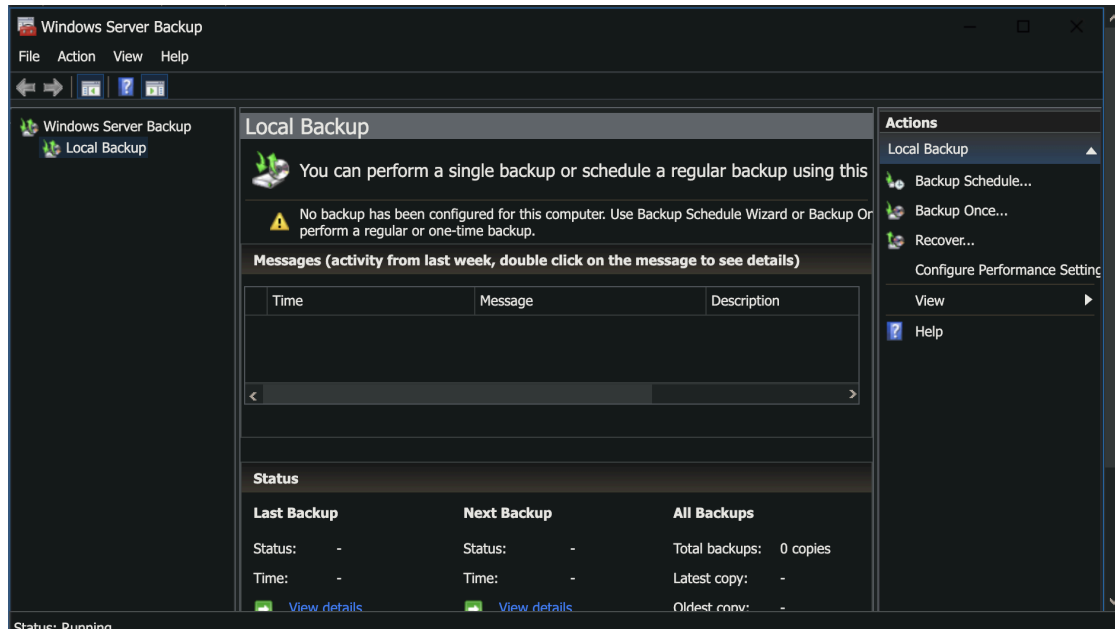 Windows Server Backup
File Action View Help
Windows Server Backup
Local Backup
Local Backup
You can perform a single backup or schedule a regular backup using this
No backup has been configured for this computer. Use Backup Schedule Wizard or Backup Or
perform a regular or one-time backup.
Messages (activity from last week, double click on the message to see details)
Time Message Description
Status
Last Backup Next Backup All Backups
Status: - Status: - Total backups: 0 copies
Time: - Time: - Latest copy: -
View details View details Oldest copy: -
Actions
Local Backup
Backup Schedule...
Backup Once...
Recover...
Configure Performance Setting
View
Help
Status: Running